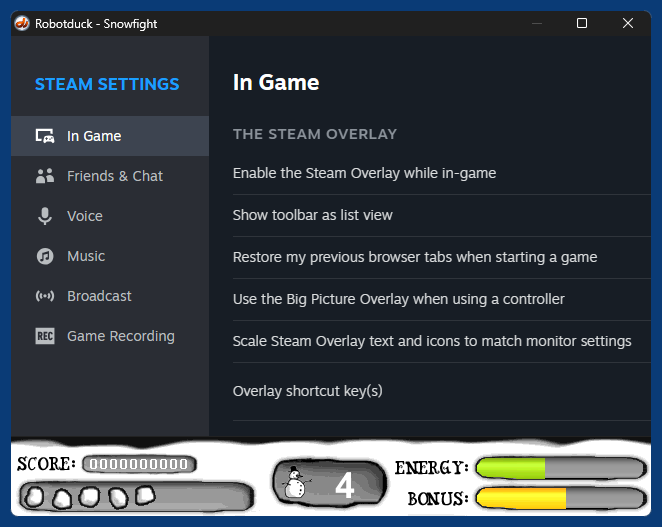 Robotduck - Snowfight
STEAM SETTINGS
In Game
Friends & Chat
Voice
Music
Broadcast
REC Game Recording
In Game
THE STEAM OVERLAY
Enable the Steam Overlay while in-game
Show toolbar as list view
Restore my previous browser tabs when starting a game
Use the Big Picture Overlay when using a controller
Scale Steam Overlay text and icons to match monitor settings
Overlay shortcut key(s)
SCORE: 0000000000
4
ENERGY:
BONUS: